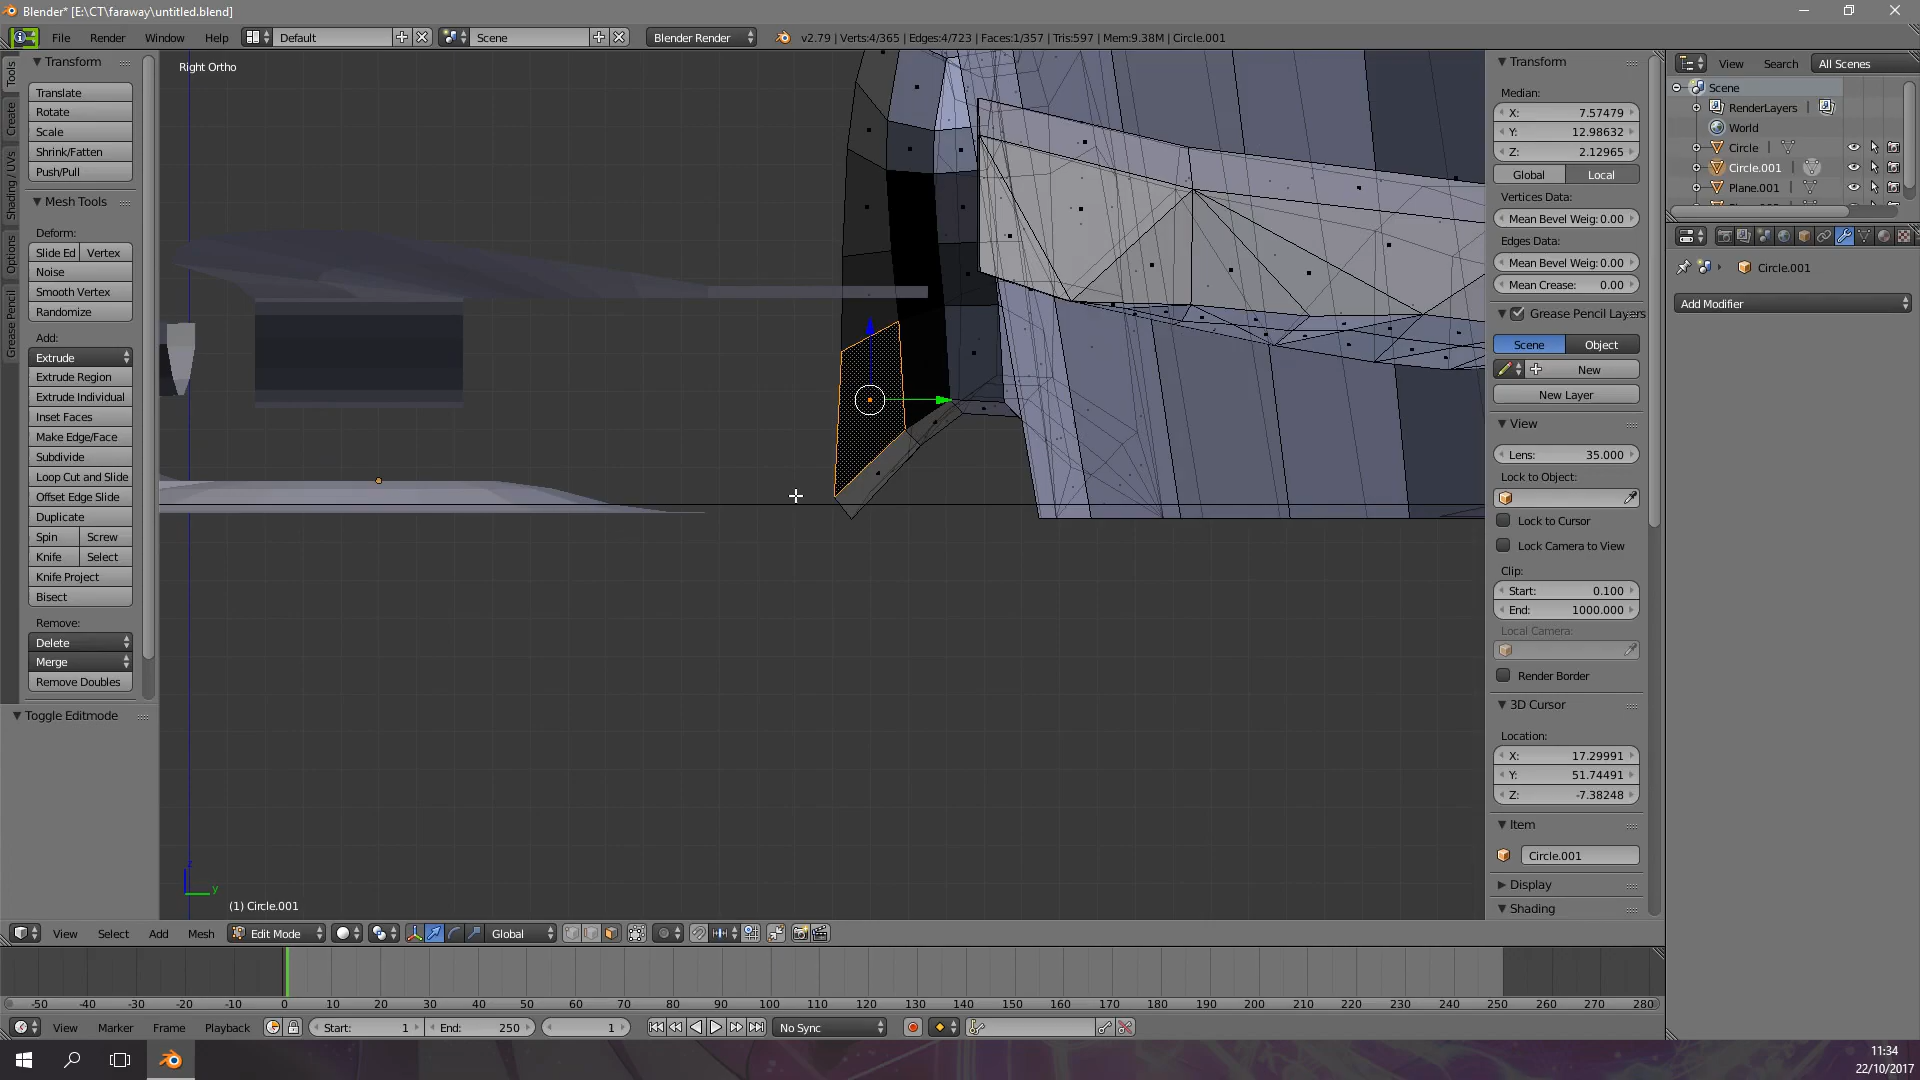 Blender* [E:\CT\faraway\untitled.blend]
File Render Window Help Default Scene Blender Render v2.79 | Verts:4/365 | Edges:4/723 | Faces:1/357 | Tris:597 | Mem:9.38M | Circle.001
Tools
Create
Shading / UVs
Options
Grease Pencil
Transform
Translate
Rotate
Scale
Shrink/Fatten
Push/Pull
Mesh Tools
Deform:
Slide Ed Vertex
Noise
Smooth Vertex
Randomize
Add:
Extrude
Extrude Region
Extrude Individual
Inset Faces
Make Edge/Face
Subdivide
Loop Cut and Slide
Offset Edge Slide
Duplicate
Spin Screw
Knife Select
Knife Project
Bisect
Remove:
Delete
Merge
Remove Doubles
Toggle Editmode
Right Ortho
z
y
(1) Circle.001
Transform
Median:
X: 7.57479
Y: 12.98632
Z: 2.12965
Global Local
Vertices Data:
Mean Bevel Weig: 0.00
Edges Data:
Mean Bevel Weig: 0.00
Mean Crease: 0.00
Grease Pencil Layers
Scene Object
New
New Layer
View
Lens: 35.000
Lock to Object:
Lock to Cursor
Lock Camera to View
Clip:
Start: 0.100
End: 1000.000
Local Camera:
Render Border
3D Cursor
Location:
X: 17.29991
Y: 51.74491
Z: -7.38248
Item
Circle.001
Display
Shading
View Search All Scenes
Scene
RenderLayers
World
Circle
Circle.001
Plane.001
Circle.001
Add Modifier
View Select Add Mesh Edit Mode Global
-50 -40 -30 -20 -10 0 10 20 30 40 50 60 70 80 90 100 110 120 130 140 150 160 170 180 190 200 210 220 230 240 250 260 270 280
View Marker Frame Playback Start: 1 End: 250 1 No Sync
11:34
22/10/2017